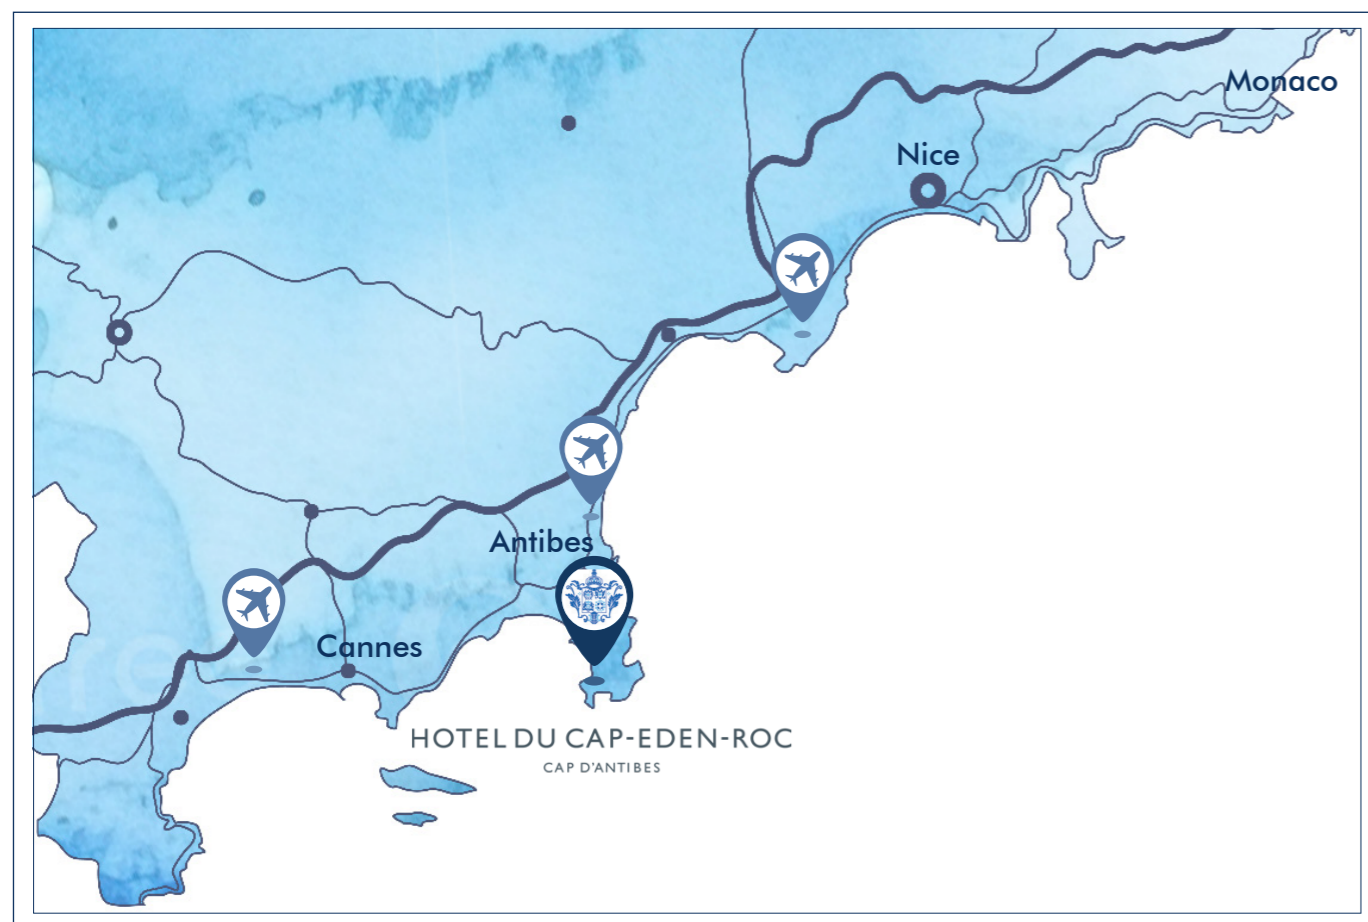 Monaco
Nice
Antibes
Cannes
HOTEL DU CAP-EDEN-ROC
CAP D'ANTIBES